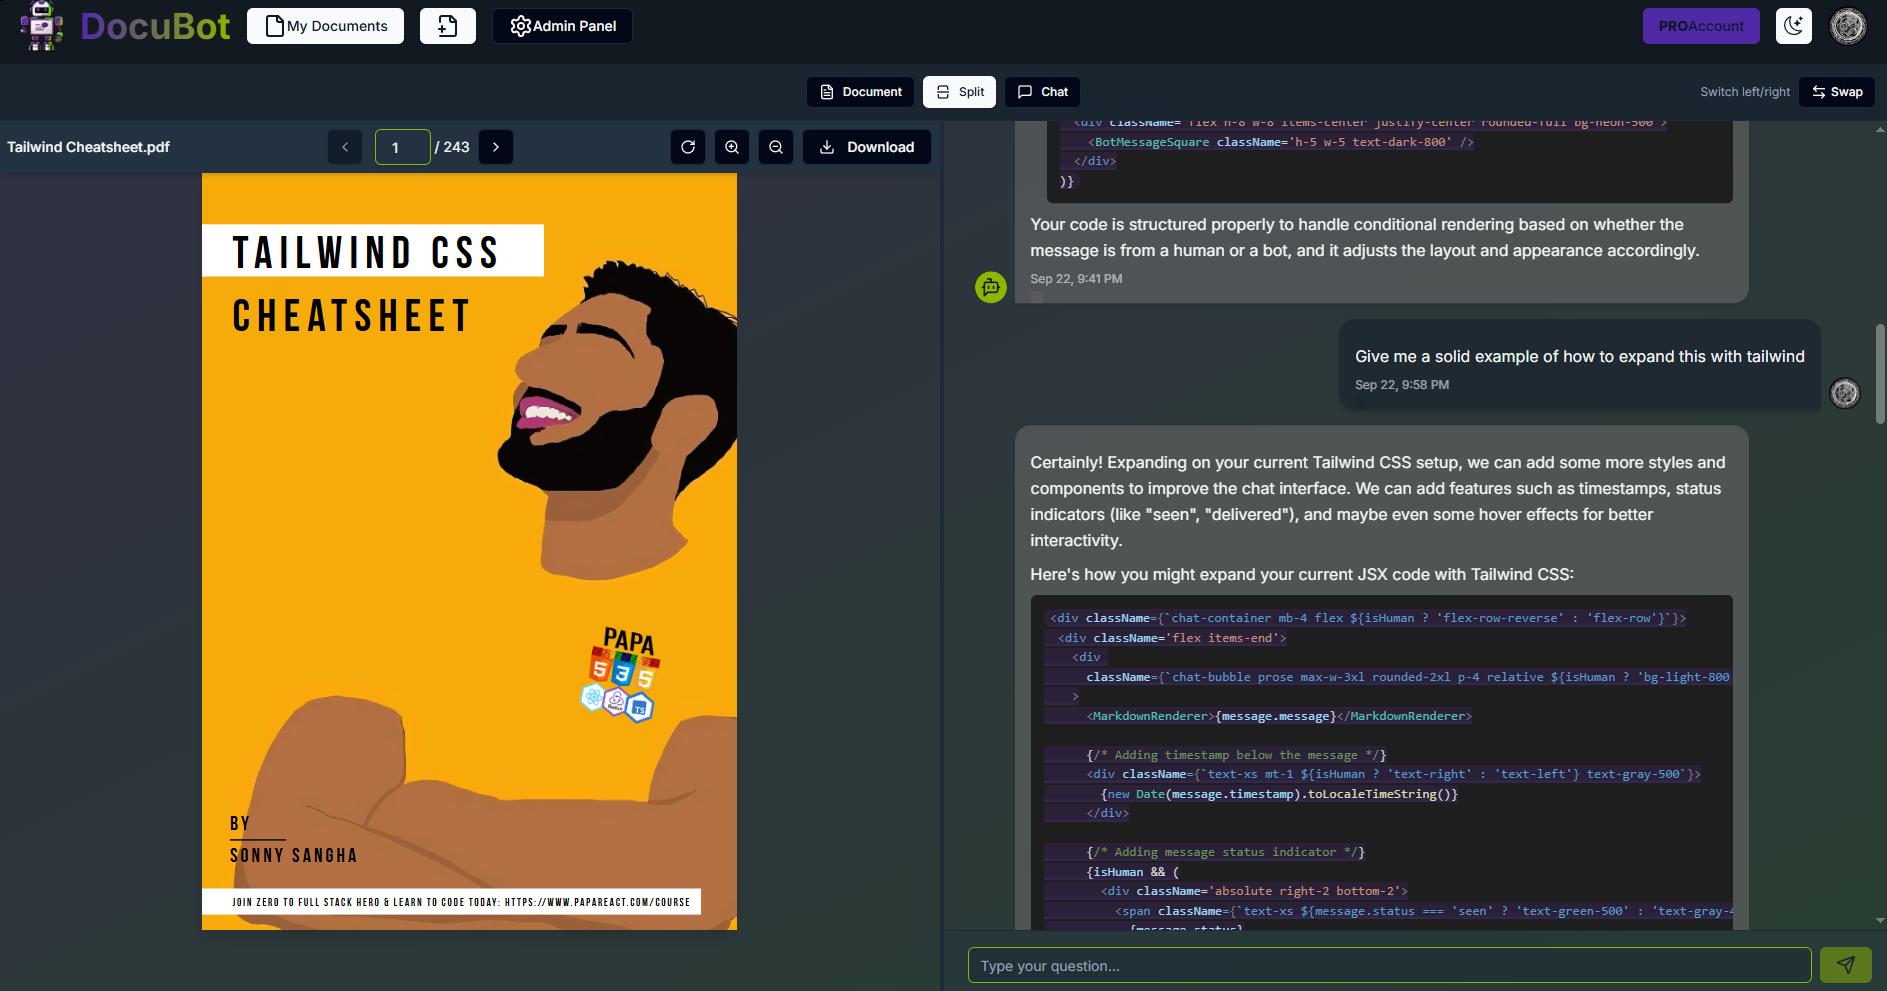 DocuBot
My Documents
Admin Panel
PRO Account
Document
Split
Chat
Switch left/right
Swap
Tailwind Cheatsheet.pdf
1
/ 243
Download
TAILWIND CSS
CHEATSHEET
PAPA
5 3 5
Redux
TS
BY
SONNY SANGHA
JOIN ZERO TO FULL STACK HERO & LEARN TO CODE TODAY: HTTPS://WWW.PAPAREACT.COM/COURSE
<div className='flex h-8 w-8 items-center justify-center rounded-full bg-neon-500'>
<BotMessageSquare className='h-5 w-5 text-dark-800' />
</div>
)}
Your code is structured properly to handle conditional rendering based on whether the
message is from a human or a bot, and it adjusts the layout and appearance accordingly.
Sep 22, 9:41 PM
Give me a solid example of how to expand this with tailwind
Sep 22, 9:58 PM
Certainly! Expanding on your current Tailwind CSS setup, we can add some more styles and
components to improve the chat interface. We can add features such as timestamps, status
indicators (like "seen", "delivered"), and maybe even some hover effects for better
interactivity.
Here's how you might expand your current JSX code with Tailwind CSS:
<div className={`chat-container mb-4 flex ${isHuman ? 'flex-row-reverse' : 'flex-row'}`}>
<div className='flex items-end'>
<div
className={`chat-bubble prose max-w-3xl rounded-2xl p-4 relative ${isHuman ? 'bg-light-800
>
<MarkdownRenderer>{message.message}</MarkdownRenderer>
{/* Adding timestamp below the message */}
<div className={`text-xs mt-1 ${isHuman ? 'text-right' : 'text-left'} text-gray-500`}>
{new Date(message.timestamp).toLocaleTimeString()}
</div>
{/* Adding message status indicator */}
{isHuman && (
<div className='absolute right-2 bottom-2'>
<span className={`text-xs ${message.status === 'seen' ? 'text-green-500' : 'text-gray-4
{message.status}
Type your question...